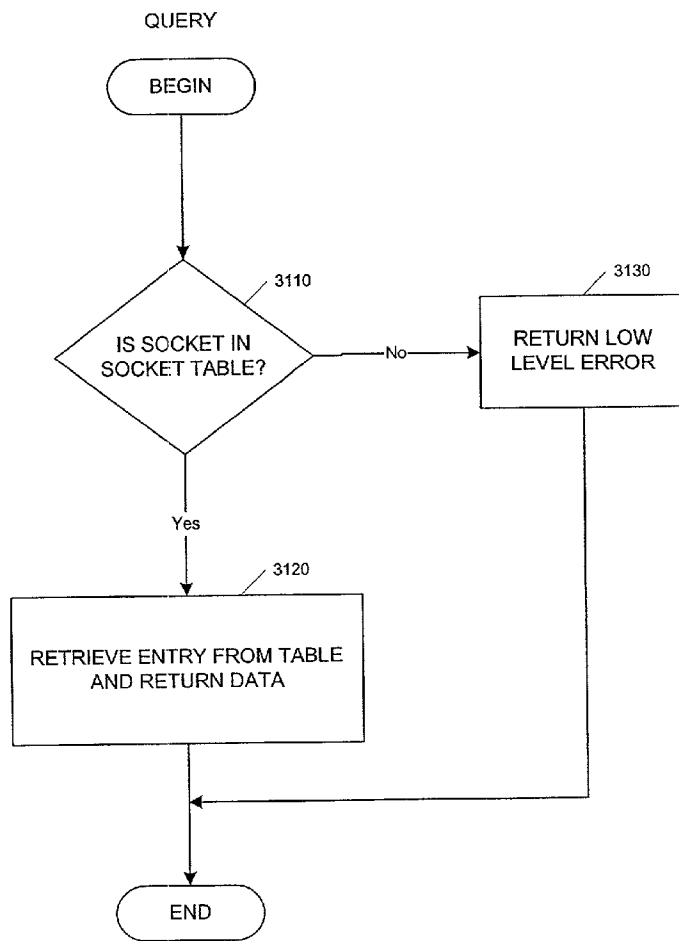 QUERY
BEGIN
3110
IS SOCKET IN
SOCKET TABLE?
No
3130
RETURN LOW
LEVEL ERROR
Yes
3120
RETRIEVE ENTRY FROM TABLE
AND RETURN DATA
END